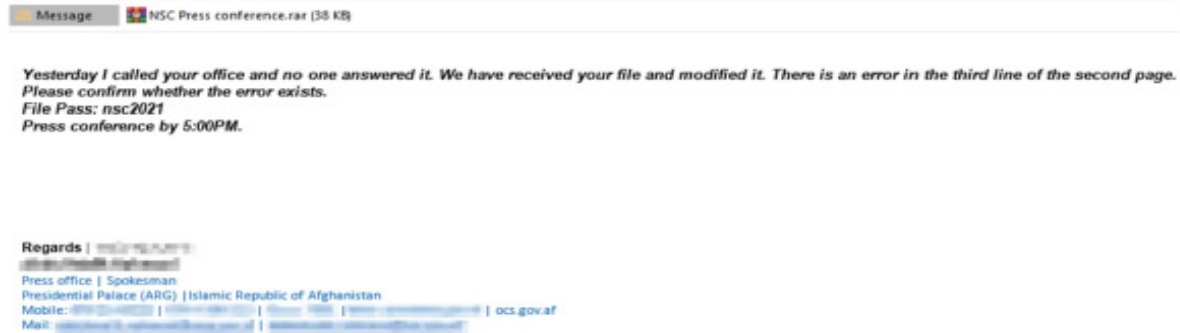 Message NSC Press conference.rar (38 KB)
Yesterday I called your office and no one answered it. We have received your file and modified it. There is an error in the third line of the second page.
Please confirm whether the error exists.
File Pass: nsc2021
Press conference by 5:00PM.
Regards |
Press office | Spokesman
Presidential Palace (ARG) |Islamic Republic of Afghanistan
Mobile: | | | | ocs.gov.af
Mail: |